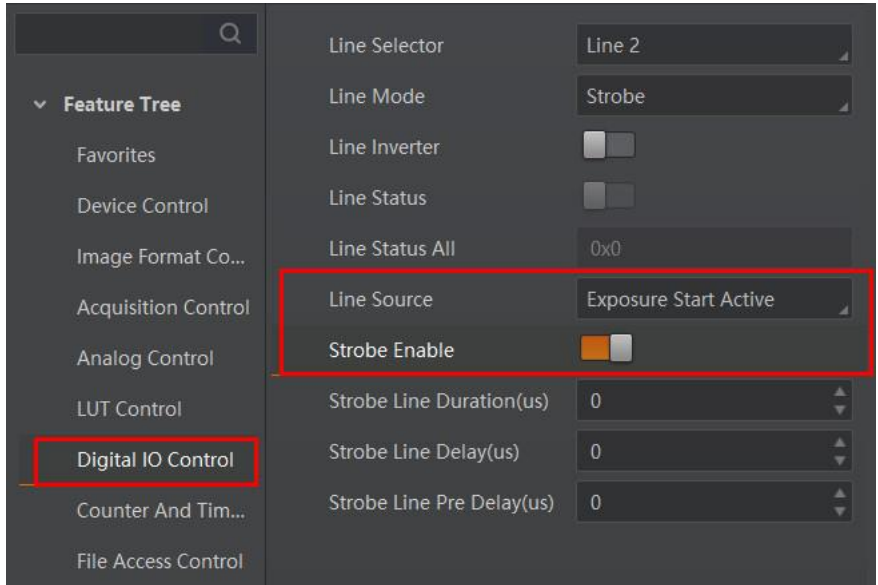 Feature Tree
Favorites
Device Control
Image Format Co...
Acquisition Control
Analog Control
LUT Control
Digital IO Control
Counter And Tim...
File Access Control
Line Selector Line 2
Line Mode Strobe
Line Inverter
Line Status
Line Status All 0x0
Line Source Exposure Start Active
Strobe Enable
Strobe Line Duration(us) 0
Strobe Line Delay(us) 0
Strobe Line Pre Delay(us) 0